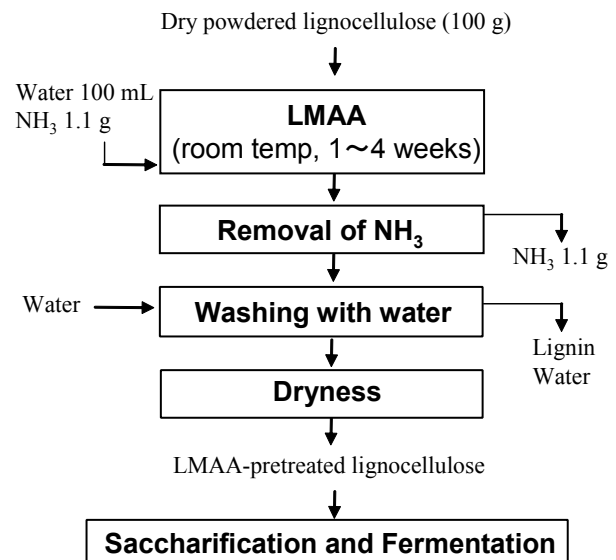 Dry powdered lignocellulose (100 g)
Water 100 mL
NH₃ 1.1 g
LMAA
(room temp, 1～4 weeks)
Removal of NH₃
NH₃ 1.1 g
Water
Washing with water
Lignin
Water
Dryness
LMAA-pretreated lignocellulose
Saccharification and Fermentation